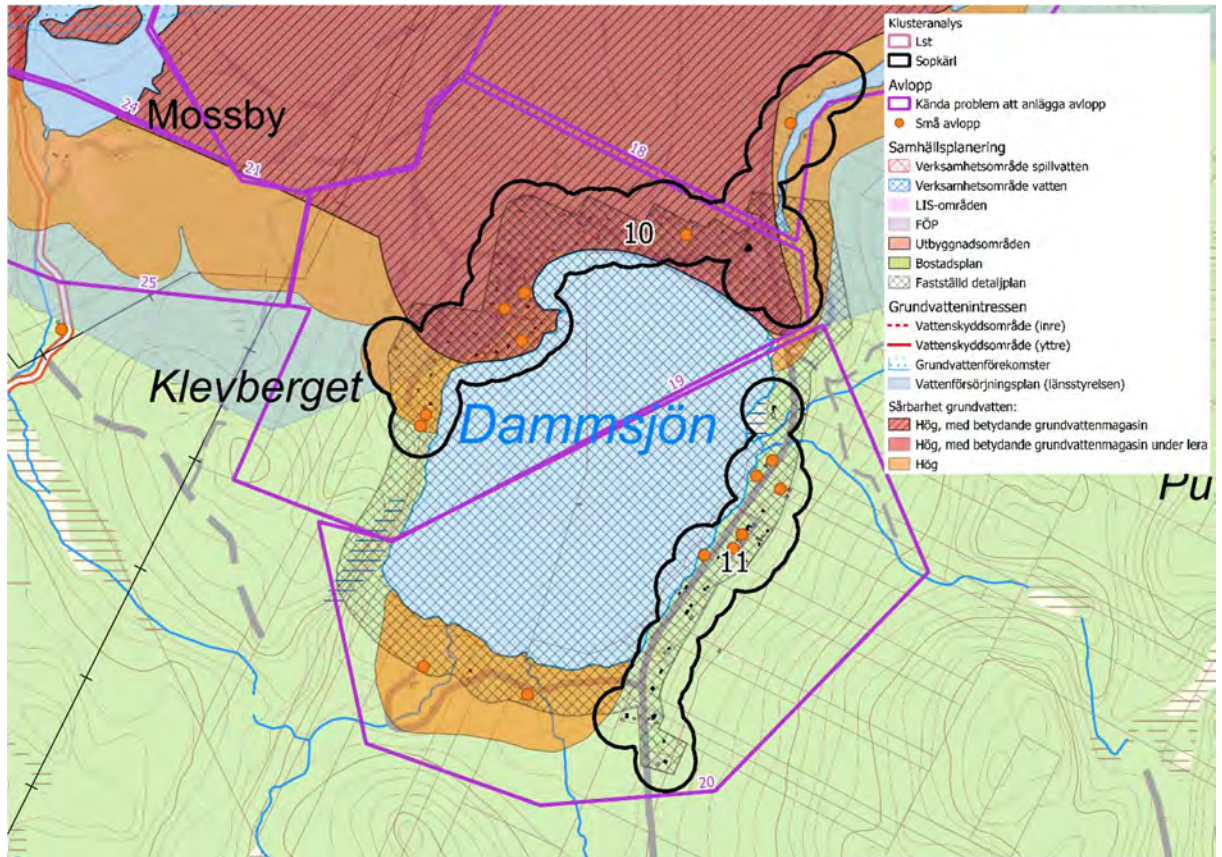 Klusteranalys
Lst
Sopkärl
Avlopp
Kända problem att anlägga avlopp
Små avlopp
Samhällsplanering
Verksamhetsområde spillvatten
Verksamhetsområde vatten
LIS-områden
FÖP
Utbyggnadsområden
Bostadsplan
Fastställd detaljplan
Grundvattenintressen
Vattenskyddsområde (inre)
Vattenskyddsområde (yttre)
Grundvattenförekomster
Vattenförsörjningsplan (länsstyrelsen)
Sårbarhet grundvatten:
Hög, med betydande grundvattenmagasin
Hög, med betydande grundvattenmagasin under lera
Hög
24
Mossby
21
18
10
25
Klevberget
19
Dammsjön
Pu
11
20